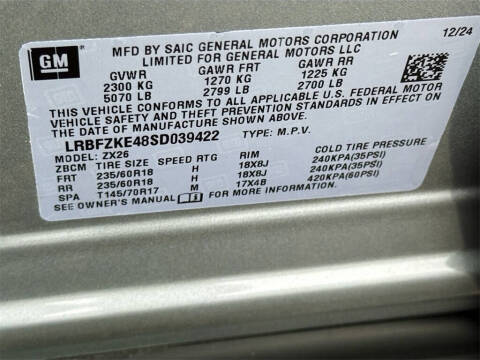 GM
12/24
MFD BY SAIC GENERAL MOTORS CORPORATION
LIMITED FOR GENERAL MOTORS LLC
GVWR GAWR FRT GAWR RR
2300 KG 1270 KG 1225 KG
5070 LB 2799 LB 2700 LB
THIS VEHICLE CONFORMS TO ALL APPLICABLE U.S. FEDERAL MOTOR
VEHICLE SAFETY AND THEFT PREVENTION STANDARDS IN EFFECT ON
THE DATE OF MANUFACTURE SHOWN ABOVE.
LRBFZKE48SD039422 TYPE: M.P.V.
MODEL: ZX26
ZBCM TIRE SIZE SPEED RTG RIM COLD TIRE PRESSURE
FRT 235/60R18 H 18X8J 240KPA(35PSI)
RR 235/60R18 H 18X8J 240KPA(35PSI)
SPA T145/70R17 M 17X4B 420KPA(60PSI)
SEE OWNER'S MANUAL FOR MORE INFORMATION.